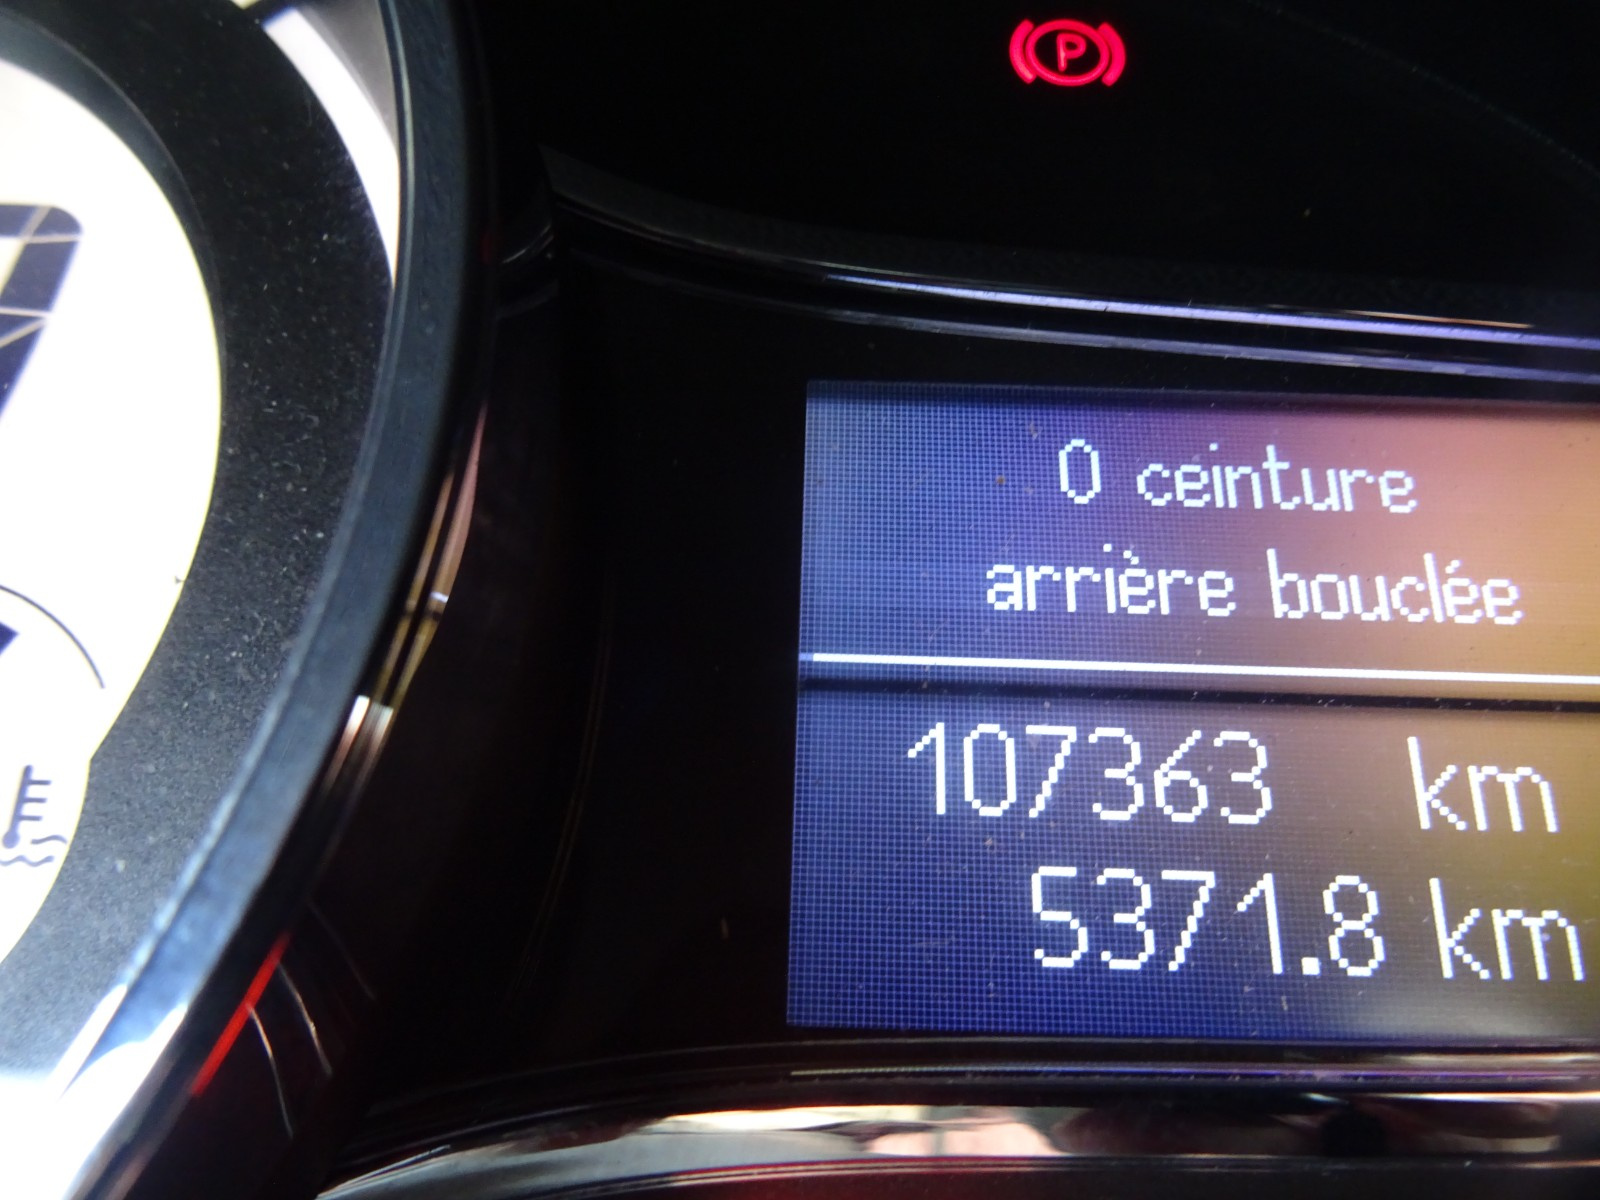 P
0 ceinture
arrière bouclée
107363 km
5371.8 km